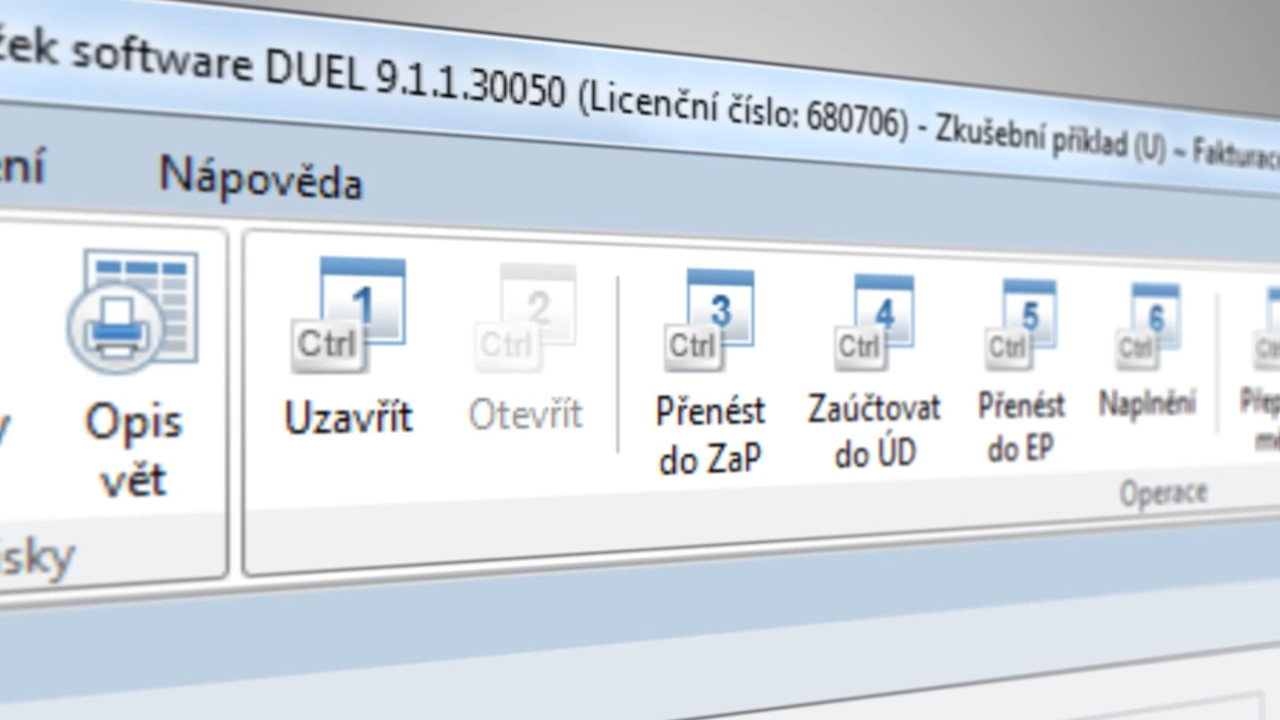 žek software DUEL 9.1.1.30050 (Licenční číslo: 680706) - Zkušební příklad (U) ~ Fakturace
ení Nápověda
1 2 3 4 5 6
Ctrl Ctrl Ctrl Ctrl Ctrl Ctrl
Opis
vět
Uzavřít
Otevřít
Přenést
do ZaP
Zaúčtovat
do ÚD
Přenést
do EP
Naplnění
Operace
isky